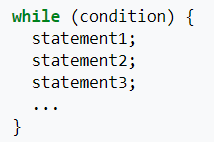 while (condition) {
  statement1;
  statement2;
  statement3;
  ...
}